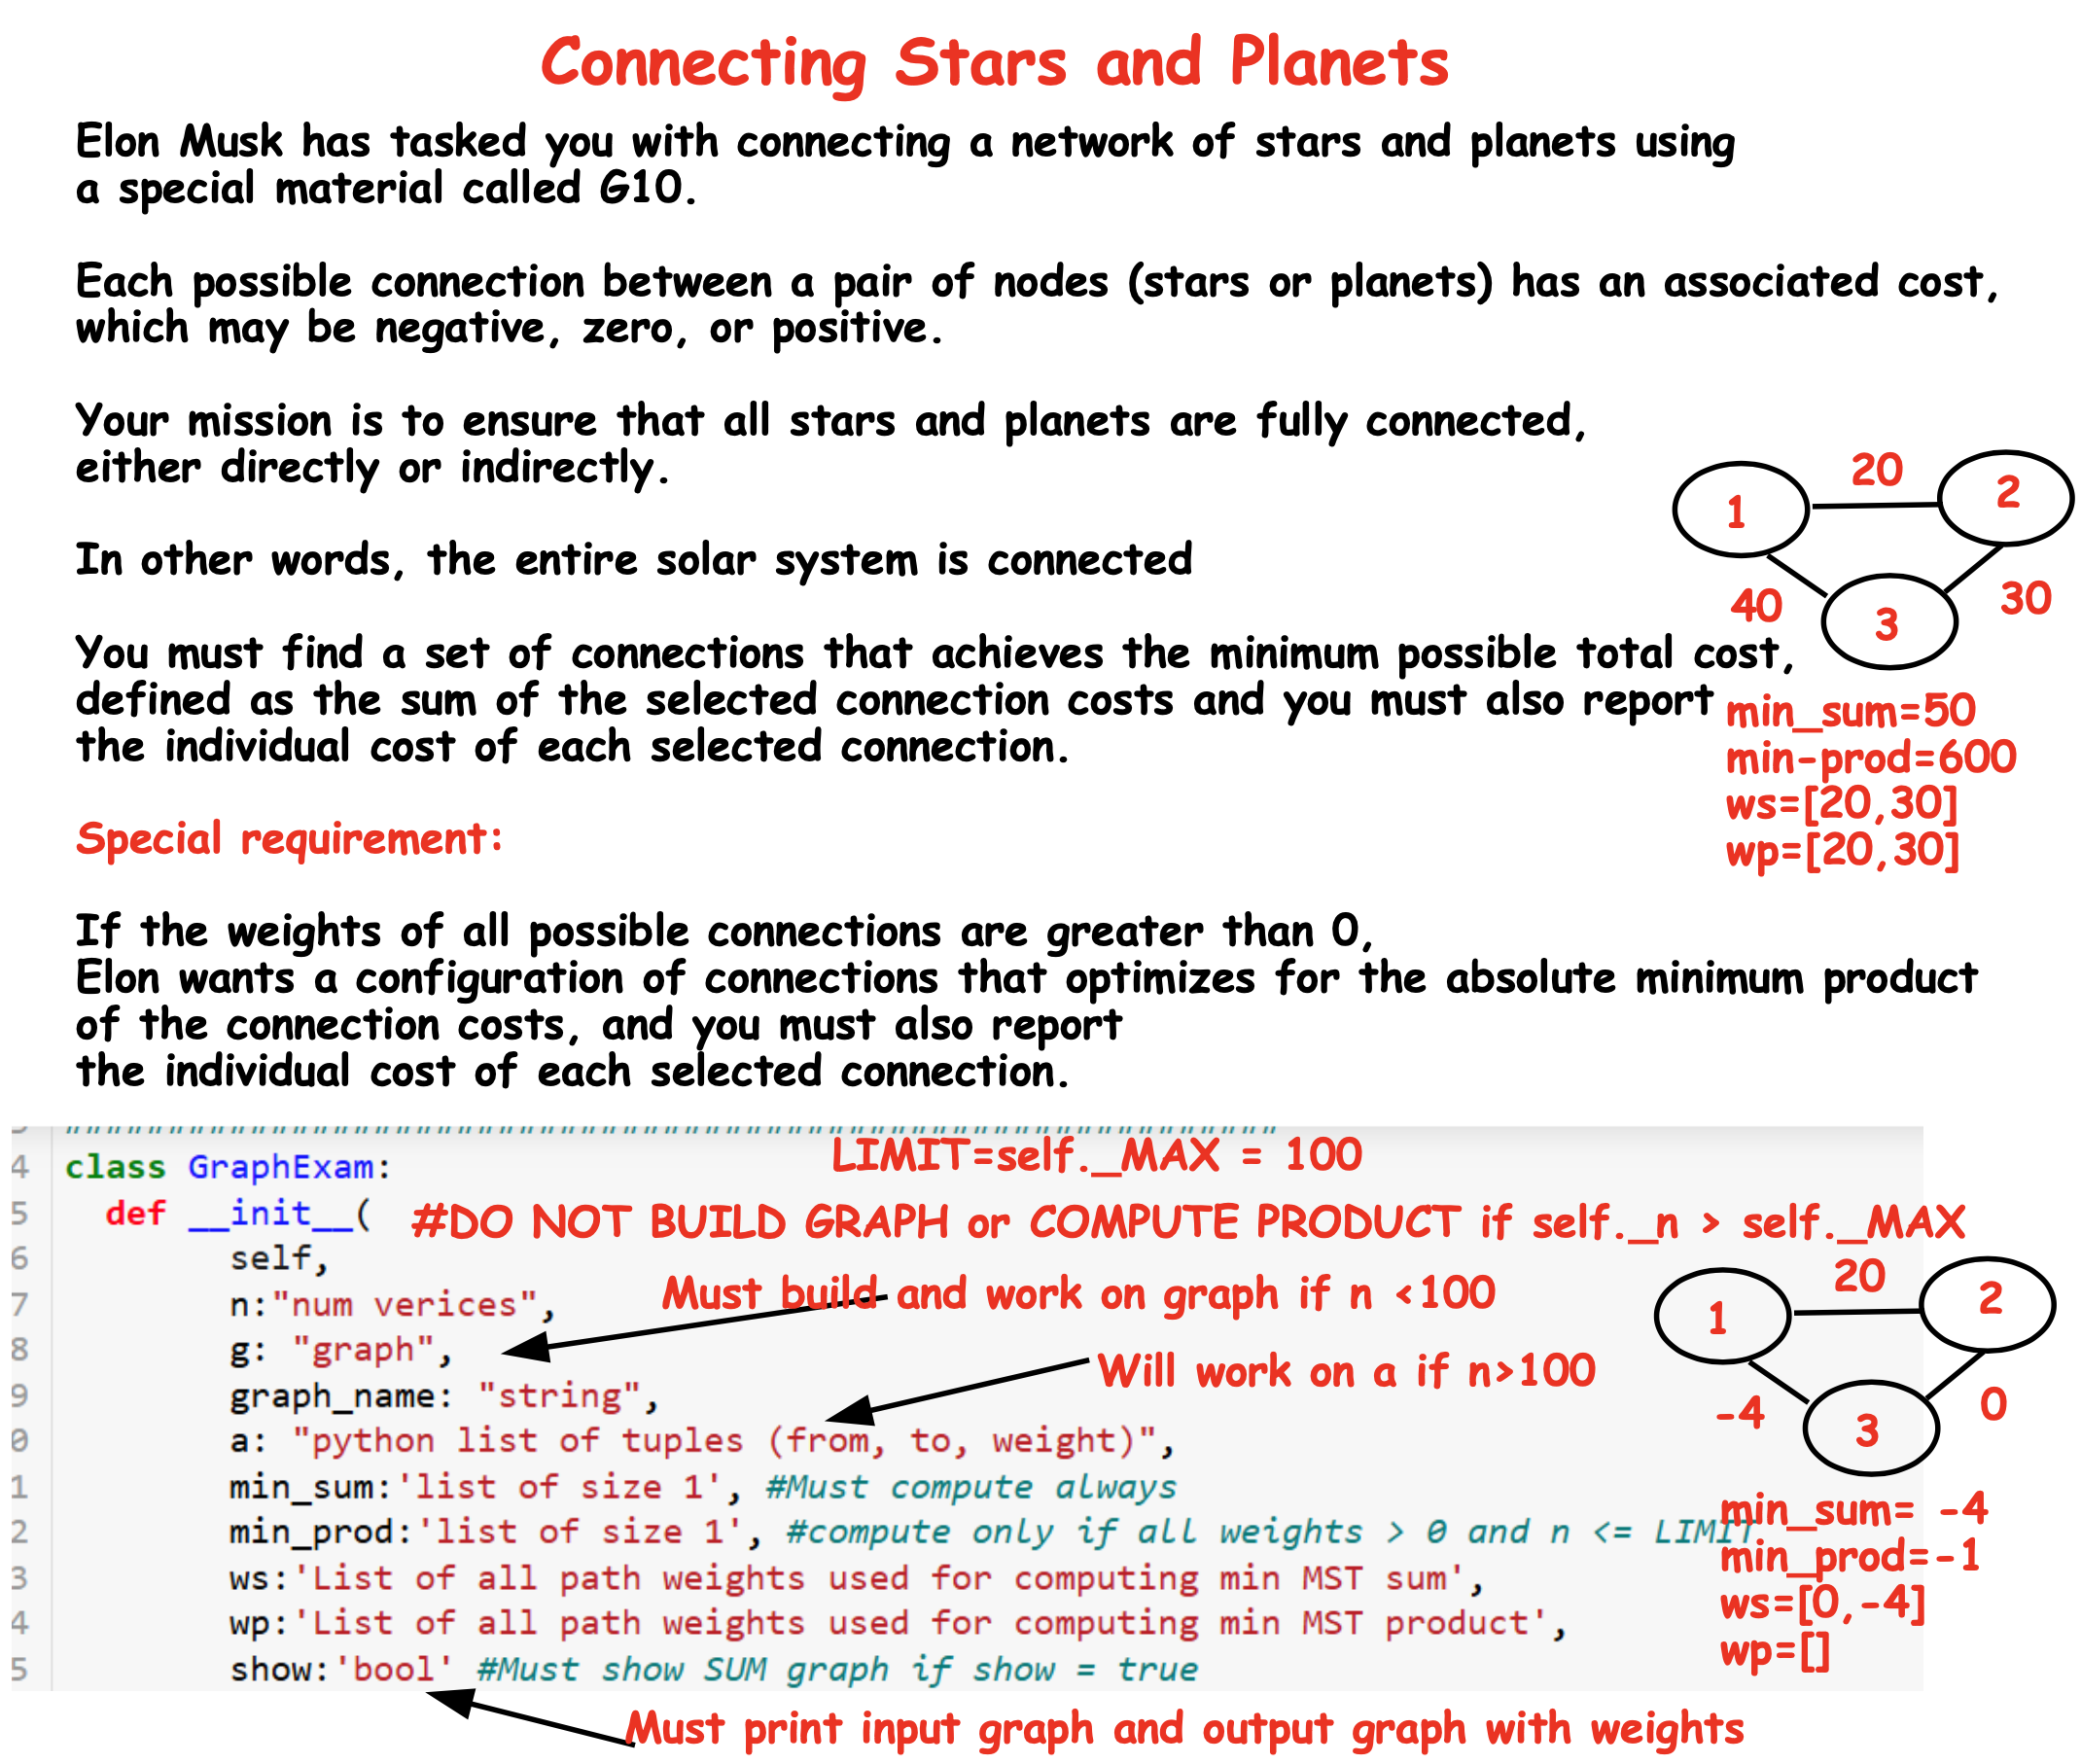 Connecting Stars and Planets
Elon Musk has tasked you with connecting a network of stars and planets using
a special material called G10.
Each possible connection between a pair of nodes (stars or planets) has an associated cost,
which may be negative, zero, or positive.
Your mission is to ensure that all stars and planets are fully connected,
either directly or indirectly.
In other words, the entire solar system is connected
You must find a set of connections that achieves the minimum possible total cost,
defined as the sum of the selected connection costs and you must also report
the individual cost of each selected connection.
1
20
2
40
3
30
min_sum=50
min-prod=600
ws=[20,30]
wp=[20,30]
Special requirement:
If the weights of all possible connections are greater than 0,
Elon wants a configuration of connections that optimizes for the absolute minimum product
of the connection costs, and you must also report
the individual cost of each selected connection.
LIMIT=self._MAX = 100
4 class GraphExam:
5 def __init__( #DO NOT BUILD GRAPH or COMPUTE PRODUCT if self._n > self._MAX
6 self,
7 n:"num verices", Must build and work on graph if n <100
8 g: "graph",
Will work on a if n>100
9 graph_name: "string",
0 a: "python list of tuples (from, to, weight)",
1 min_sum:'list of size 1', #Must compute always
2 min_prod:'list of size 1', #compute only if all weights > 0 and n <= LIMIT
3 ws:'List of all path weights used for computing min MST sum',
4 wp:'List of all path weights used for computing min MST product',
5 show:'bool' #Must show SUM graph if show = true
Must print input graph and output graph with weights
1
20
2
-4
3
0
min_sum= -4
min_prod=-1
ws=[0,-4]
wp=[]